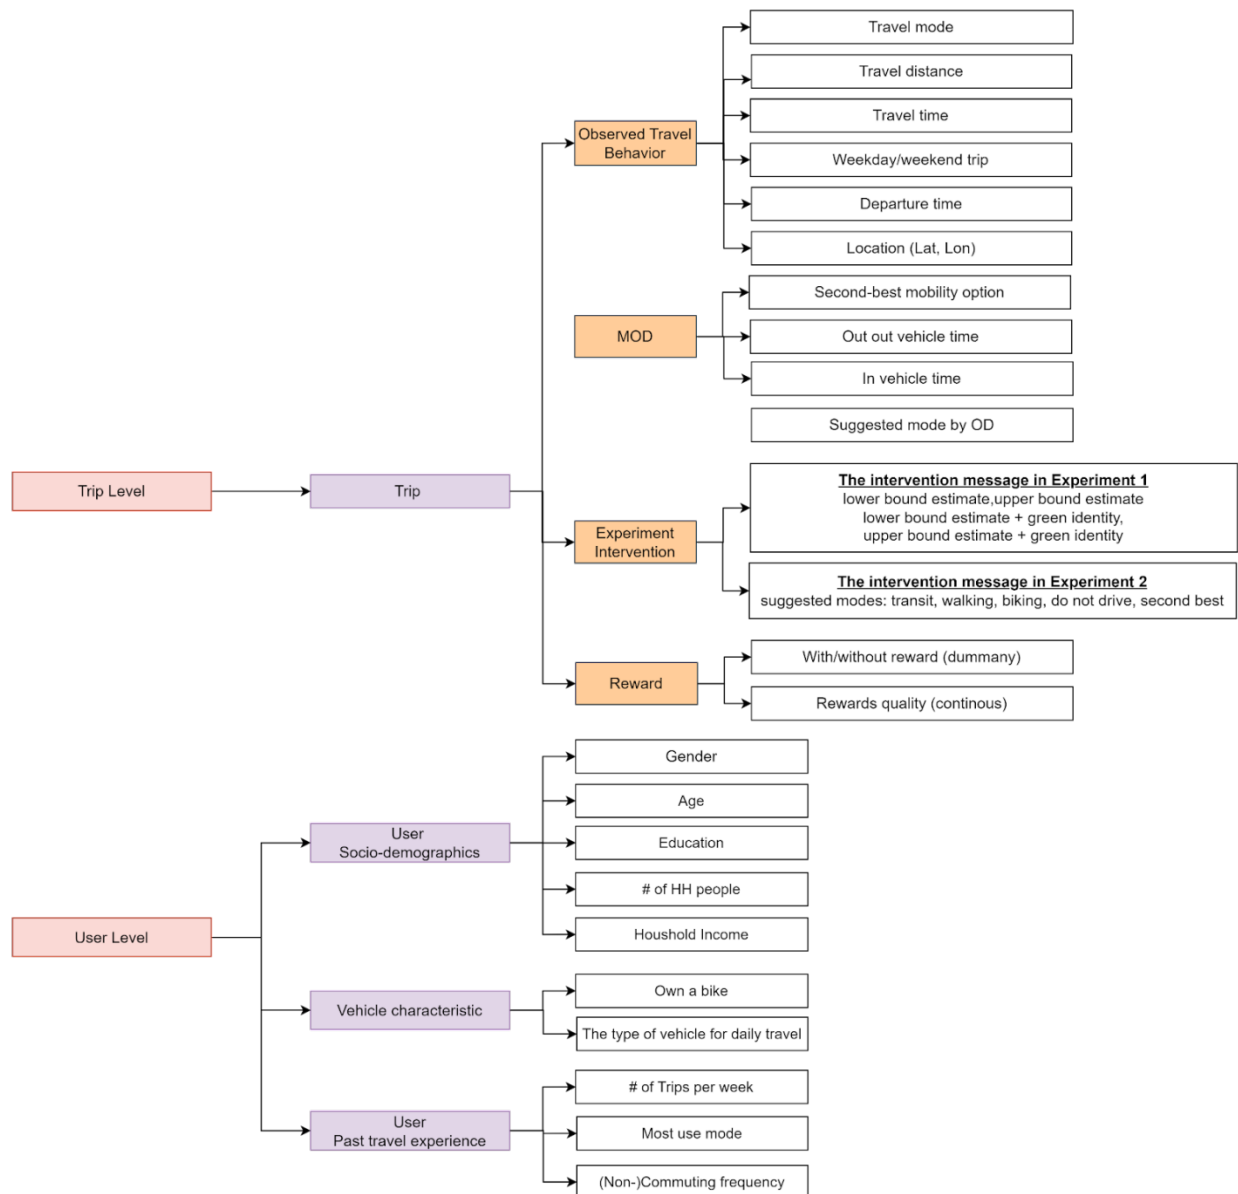 Travel mode
Travel distance
Observed Travel
Behavior
Travel time
Weekday/weekend trip
Departure time
Location (Lat, Lon)
Second-best mobility option
MOD
Out out vehicle time
In vehicle time
Suggested mode by OD
Trip Level
Trip
The intervention message in Experiment 1
lower bound estimate,upper bound estimate
lower bound estimate + green identity,
upper bound estimate + green identity
Experiment
Intervention
The intervention message in Experiment 2
suggested modes: transit, walking, biking, do not drive, second best
Reward
With/without reward (dummany)
Rewards quality (continous)
Gender
Age
User
Socio-demographics
Education
# of HH people
Houshold Income
User Level
Own a bike
Vehicle characteristic
The type of vehicle for daily travel
# of Trips per week
User
Past travel experience
Most use mode
(Non-)Commuting frequency